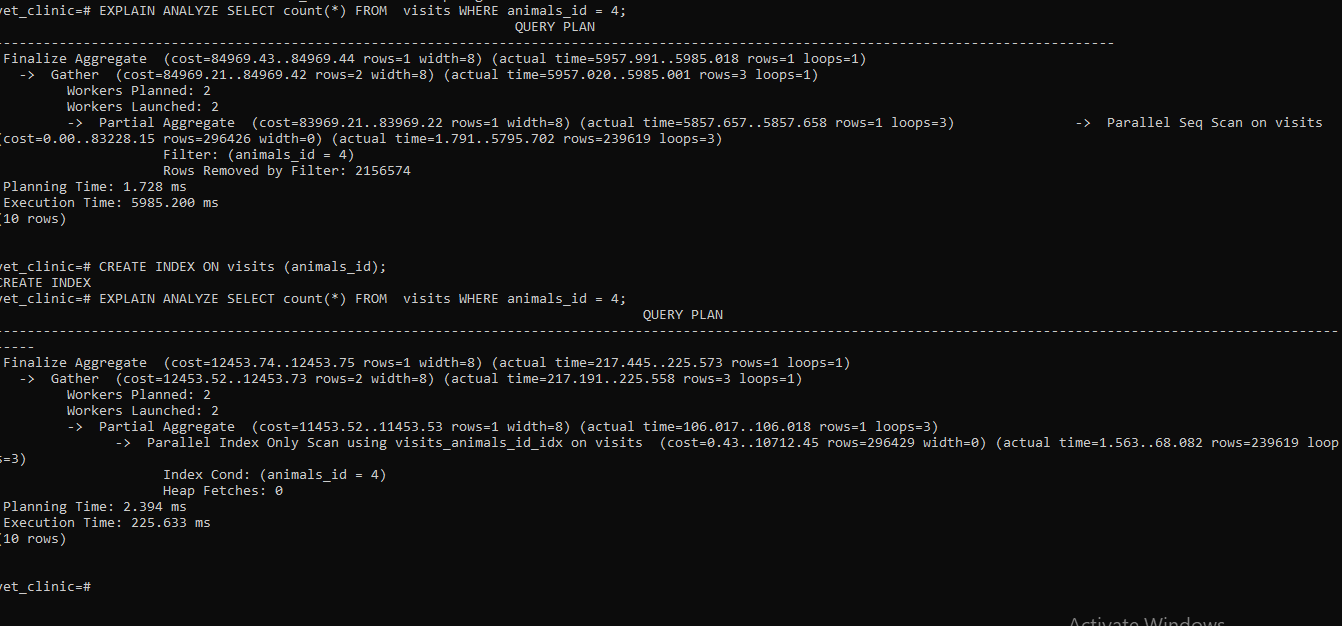 vet_clinic=# EXPLAIN ANALYZE SELECT count(*) FROM  visits WHERE animals_id = 4;
QUERY PLAN
-------------------------------------------------------------------------------------------------------------------------------------------
Finalize Aggregate  (cost=84969.43..84969.44 rows=1 width=8) (actual time=5957.991..5985.018 rows=1 loops=1)
->  Gather  (cost=84969.21..84969.42 rows=2 width=8) (actual time=5957.020..5985.001 rows=3 loops=1)
Workers Planned: 2
Workers Launched: 2
->  Partial Aggregate  (cost=83969.21..83969.22 rows=1 width=8) (actual time=5857.657..5857.658 rows=1 loops=3)               ->  Parallel Seq Scan on visits
(cost=0.00..83228.15 rows=296426 width=0) (actual time=1.791..5795.702 rows=239619 loops=3)
Filter: (animals_id = 4)
Rows Removed by Filter: 2156574
Planning Time: 1.728 ms
Execution Time: 5985.200 ms
(10 rows)
vet_clinic=# CREATE INDEX ON visits (animals_id);
CREATE INDEX
vet_clinic=# EXPLAIN ANALYZE SELECT count(*) FROM  visits WHERE animals_id = 4;
QUERY PLAN
-----------------------------------------------------------------------------------------------------------------------------------------------------------------------
-----
Finalize Aggregate  (cost=12453.74..12453.75 rows=1 width=8) (actual time=217.445..225.573 rows=1 loops=1)
->  Gather  (cost=12453.52..12453.73 rows=2 width=8) (actual time=217.191..225.558 rows=3 loops=1)
Workers Planned: 2
Workers Launched: 2
->  Partial Aggregate  (cost=11453.52..11453.53 rows=1 width=8) (actual time=106.017..106.018 rows=1 loops=3)
->  Parallel Index Only Scan using visits_animals_id_idx on visits  (cost=0.43..10712.45 rows=296429 width=0) (actual time=1.563..68.082 rows=239619 loop
s=3)
Index Cond: (animals_id = 4)
Heap Fetches: 0
Planning Time: 2.394 ms
Execution Time: 225.633 ms
(10 rows)
vet_clinic=#
Activate Windows